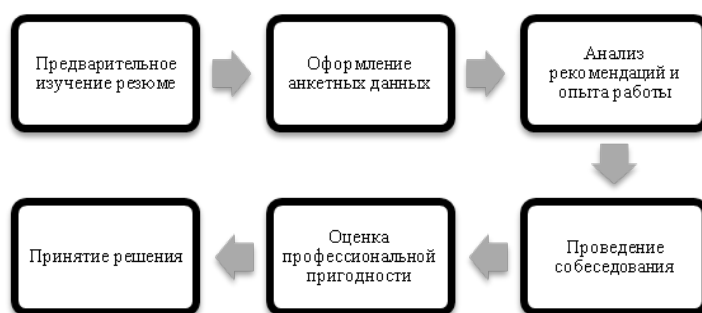 Предварительное
изучение резюме
Оформление
анкетных данных
Анализ
рекомендаций и
опыта работы
Проведение
собеседования
Оценка
профессиональной
пригодности
Принятие решения